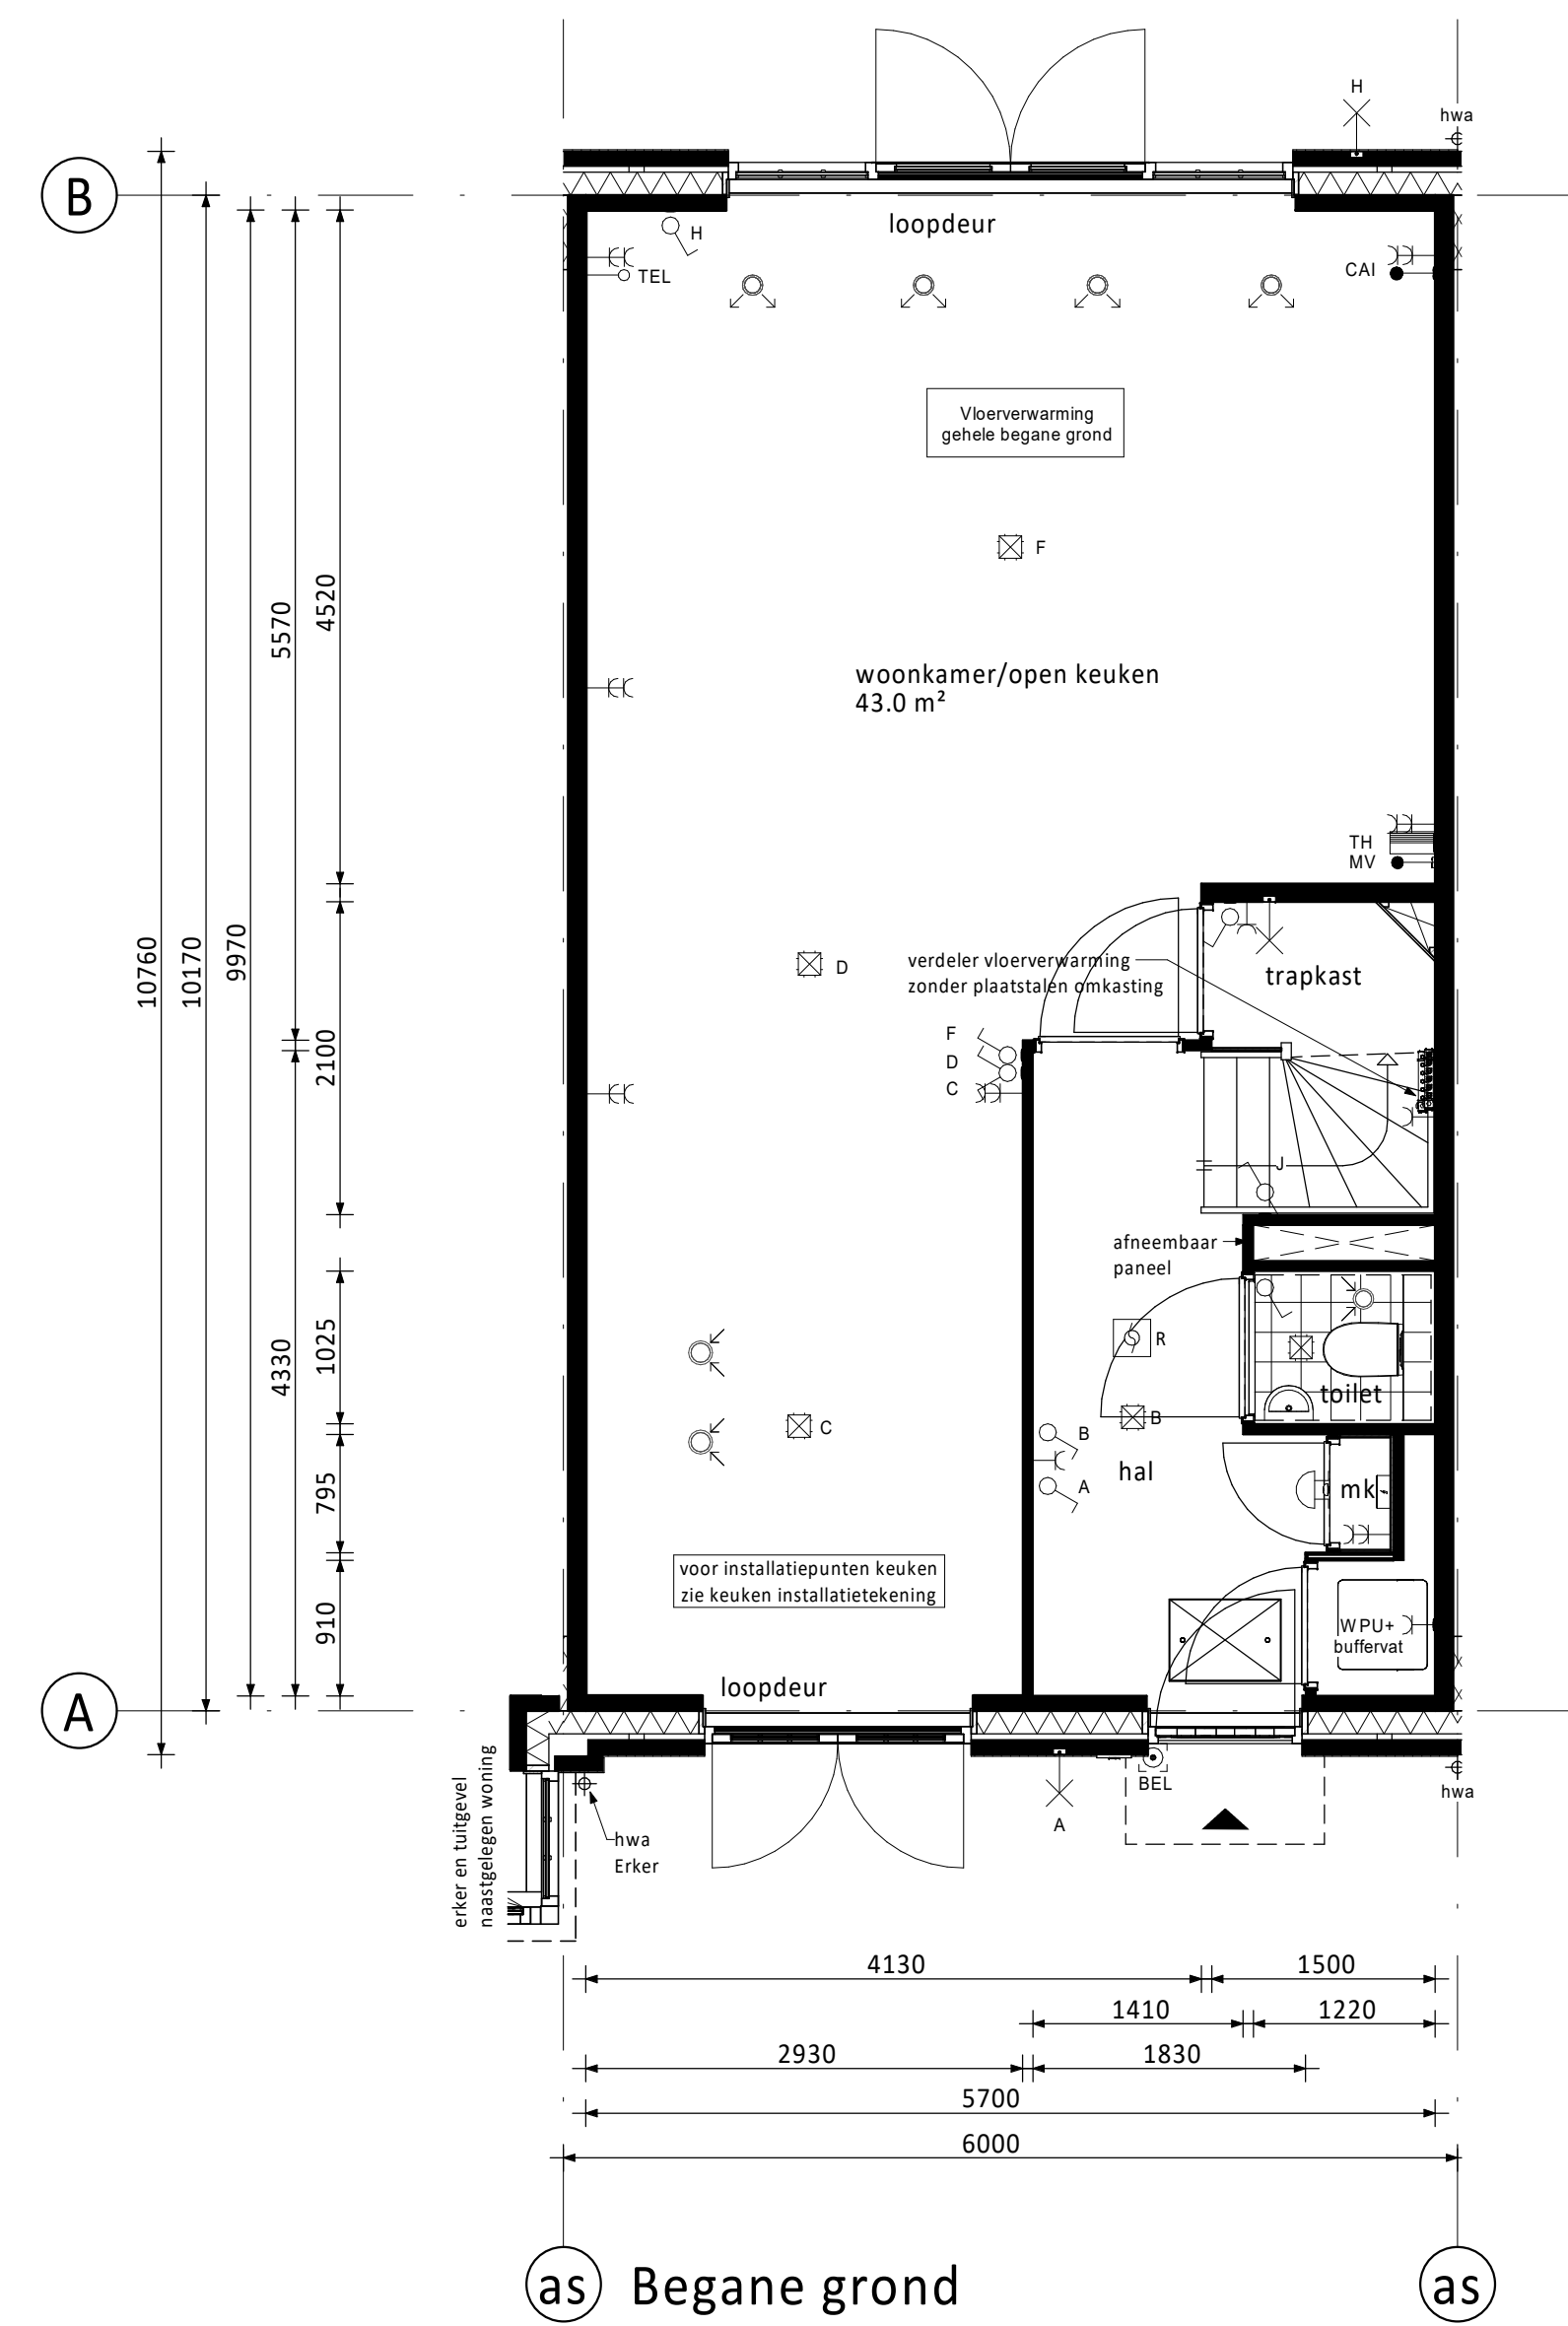 H
hwa
B
loopdeur
H
TEL
CAI
Vloerverwarming
gehele begane grond
F
4520
5570
woonkamer/open keuken
43.0 m²
TH
MV
9970
10760
10170
D
verdeler vloerverwarming
zonder plaatstalen omkasting
trapkast
F
D
C
2100
J
afneembaar
paneel
R
1025
4330
toilet
C
B
B
hal
A
mk
795
voor installatiepunten keuken
zie keuken installatietekening
910
WPU+
buffervat
loopdeur
A
erker en tuitgevel
naastgelegen woning
BEL
hwa
A
hwa
Erker
4130
1500
1410
1220
2930
1830
5700
6000
as
Begane grond
as